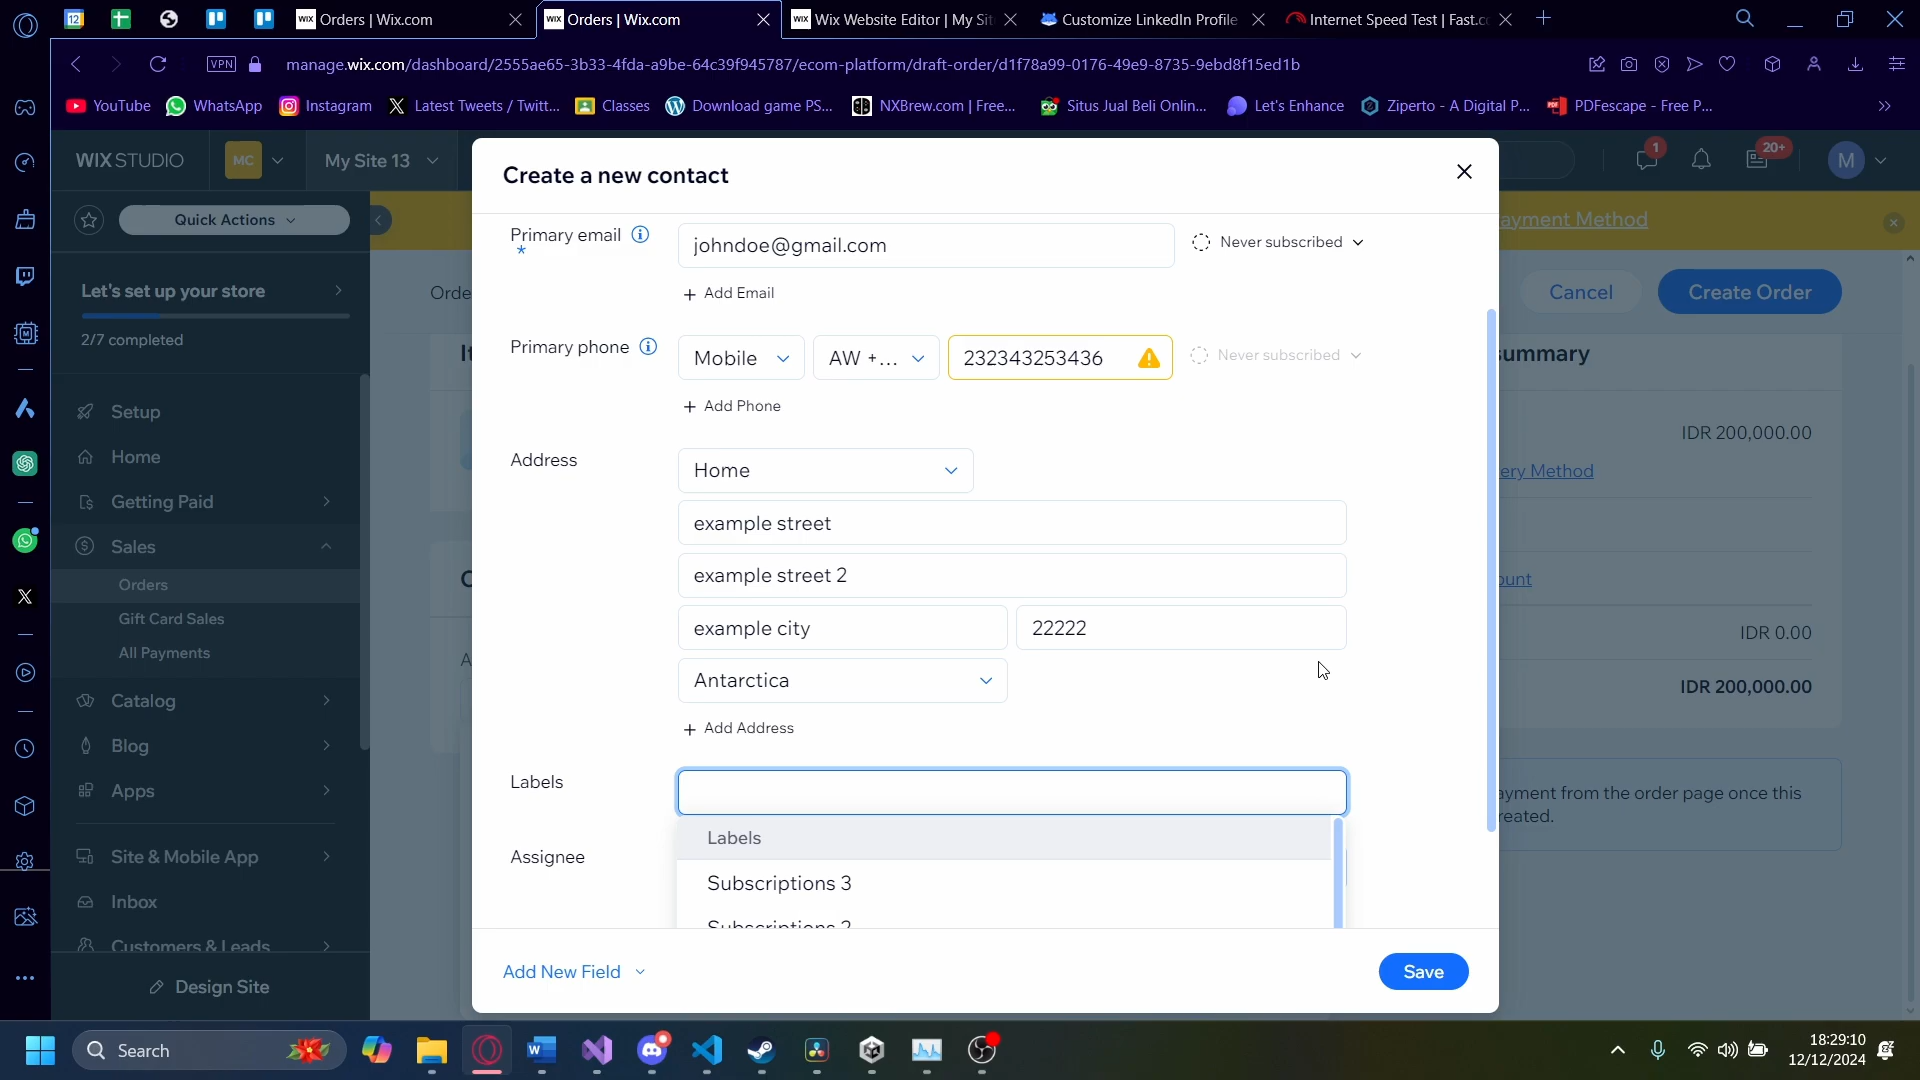 Orders | Wix.com
Orders | Wix.com
Wix Website Editor | My Sit
Customize LinkedIn Profile
Internet Speed Test | Fast.co
VPN
manage.wix.com/dashboard/2555ae65-3b33-4fda-a9be-64c39f945787/ecom-platform/draft-order/d1f78a99-0176-49e9-8735-9ebd8f15ed1b
YouTube
WhatsApp
Instagram
Latest Tweets / Twitt...
Classes
Download game PS...
NXBrew.com | Free...
Situs Jual Beli Onlin...
Let's Enhance
Ziperto - A Digital P...
PDFescape - Free P...
WIX STUDIO
MC
My Site 13
1
20+
M
Quick Actions
ayment Method
Let's set up your store
2/7 completed
Setup
Home
Getting Paid
Sales
Orders
Gift Card Sales
All Payments
Catalog
Blog
Apps
Site & Mobile App
Inbox
Customers & Leads
Design Site
Orde
Cancel
Create Order
summary
IDR 200,000.00
ery Method
ount
IDR 0.00
IDR 200,000.00
ayment from the order page once this
reated.
Create a new contact
Primary email
*
johndoe@gmail.com
Never subscribed
+ Add Email
Primary phone
Mobile
AW +...
232343253436
Never subscribed
+ Add Phone
Address
Home
example street
example street 2
example city
22222
Antarctica
+ Add Address
Labels
Labels
Assignee
Subscriptions 3
Subscriptions 2
Add New Field
Save
Search
18:29:10
12/12/2024